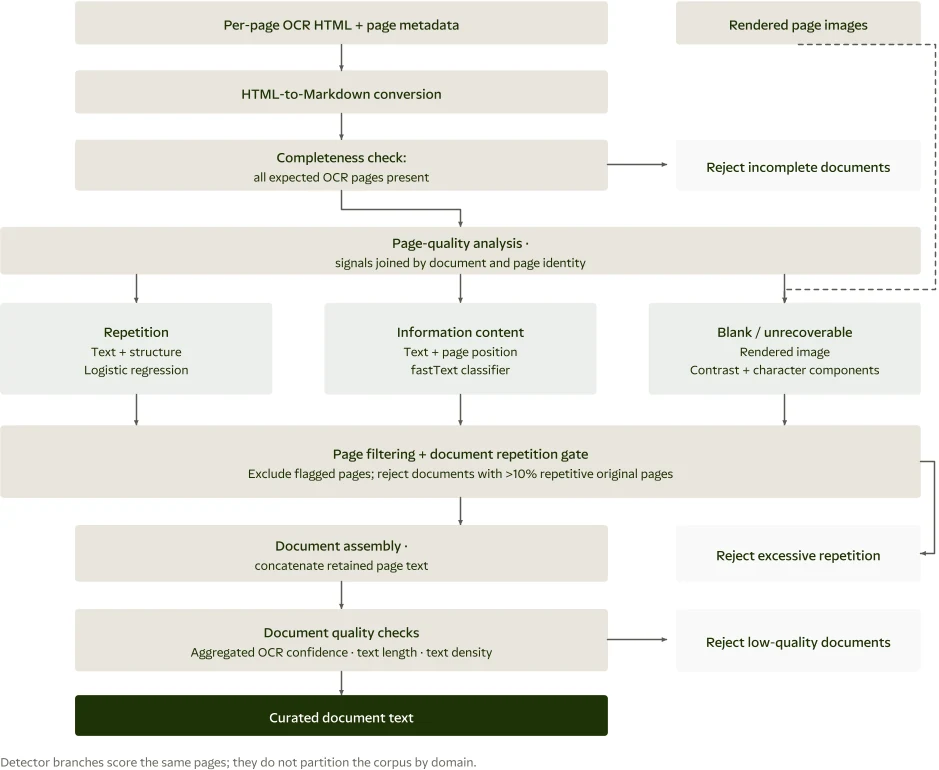 Per-page OCR HTML + page metadata
Rendered page images
HTML-to-Markdown conversion
Completeness check:
all expected OCR pages present
Reject incomplete documents
Page-quality analysis ·
signals joined by document and page identity
Repetition
Text + structure
Logistic regression
Information content
Text + page position
fastText classifier
Blank / unrecoverable
Rendered image
Contrast + character components
Page filtering + document repetition gate
Exclude flagged pages; reject documents with >10% repetitive original pages
Document assembly ·
concatenate retained page text
Reject excessive repetition
Document quality checks
Aggregated OCR confidence · text length · text density
Reject low-quality documents
Curated document text
Detector branches score the same pages; they do not partition the corpus by domain.